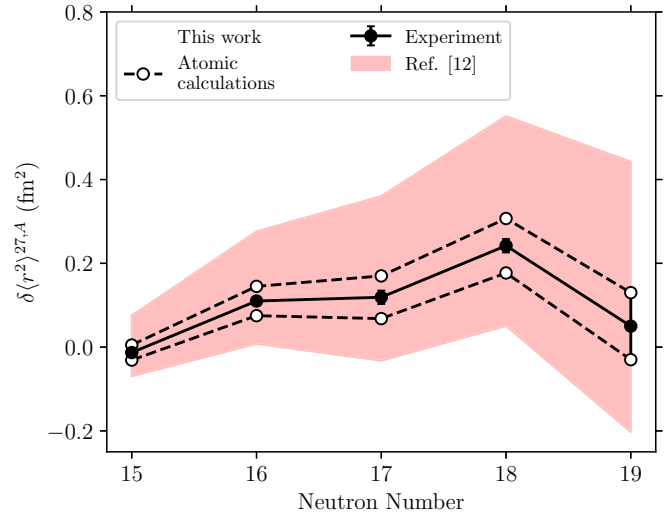 This work
Atomic
calculations
Experiment
Ref. [12]
0.8
0.6
0.4
0.2
0.0
−0.2
δ⟨r²⟩²⁷,ᴬ (fm²)
15 16 17 18 19
Neutron Number